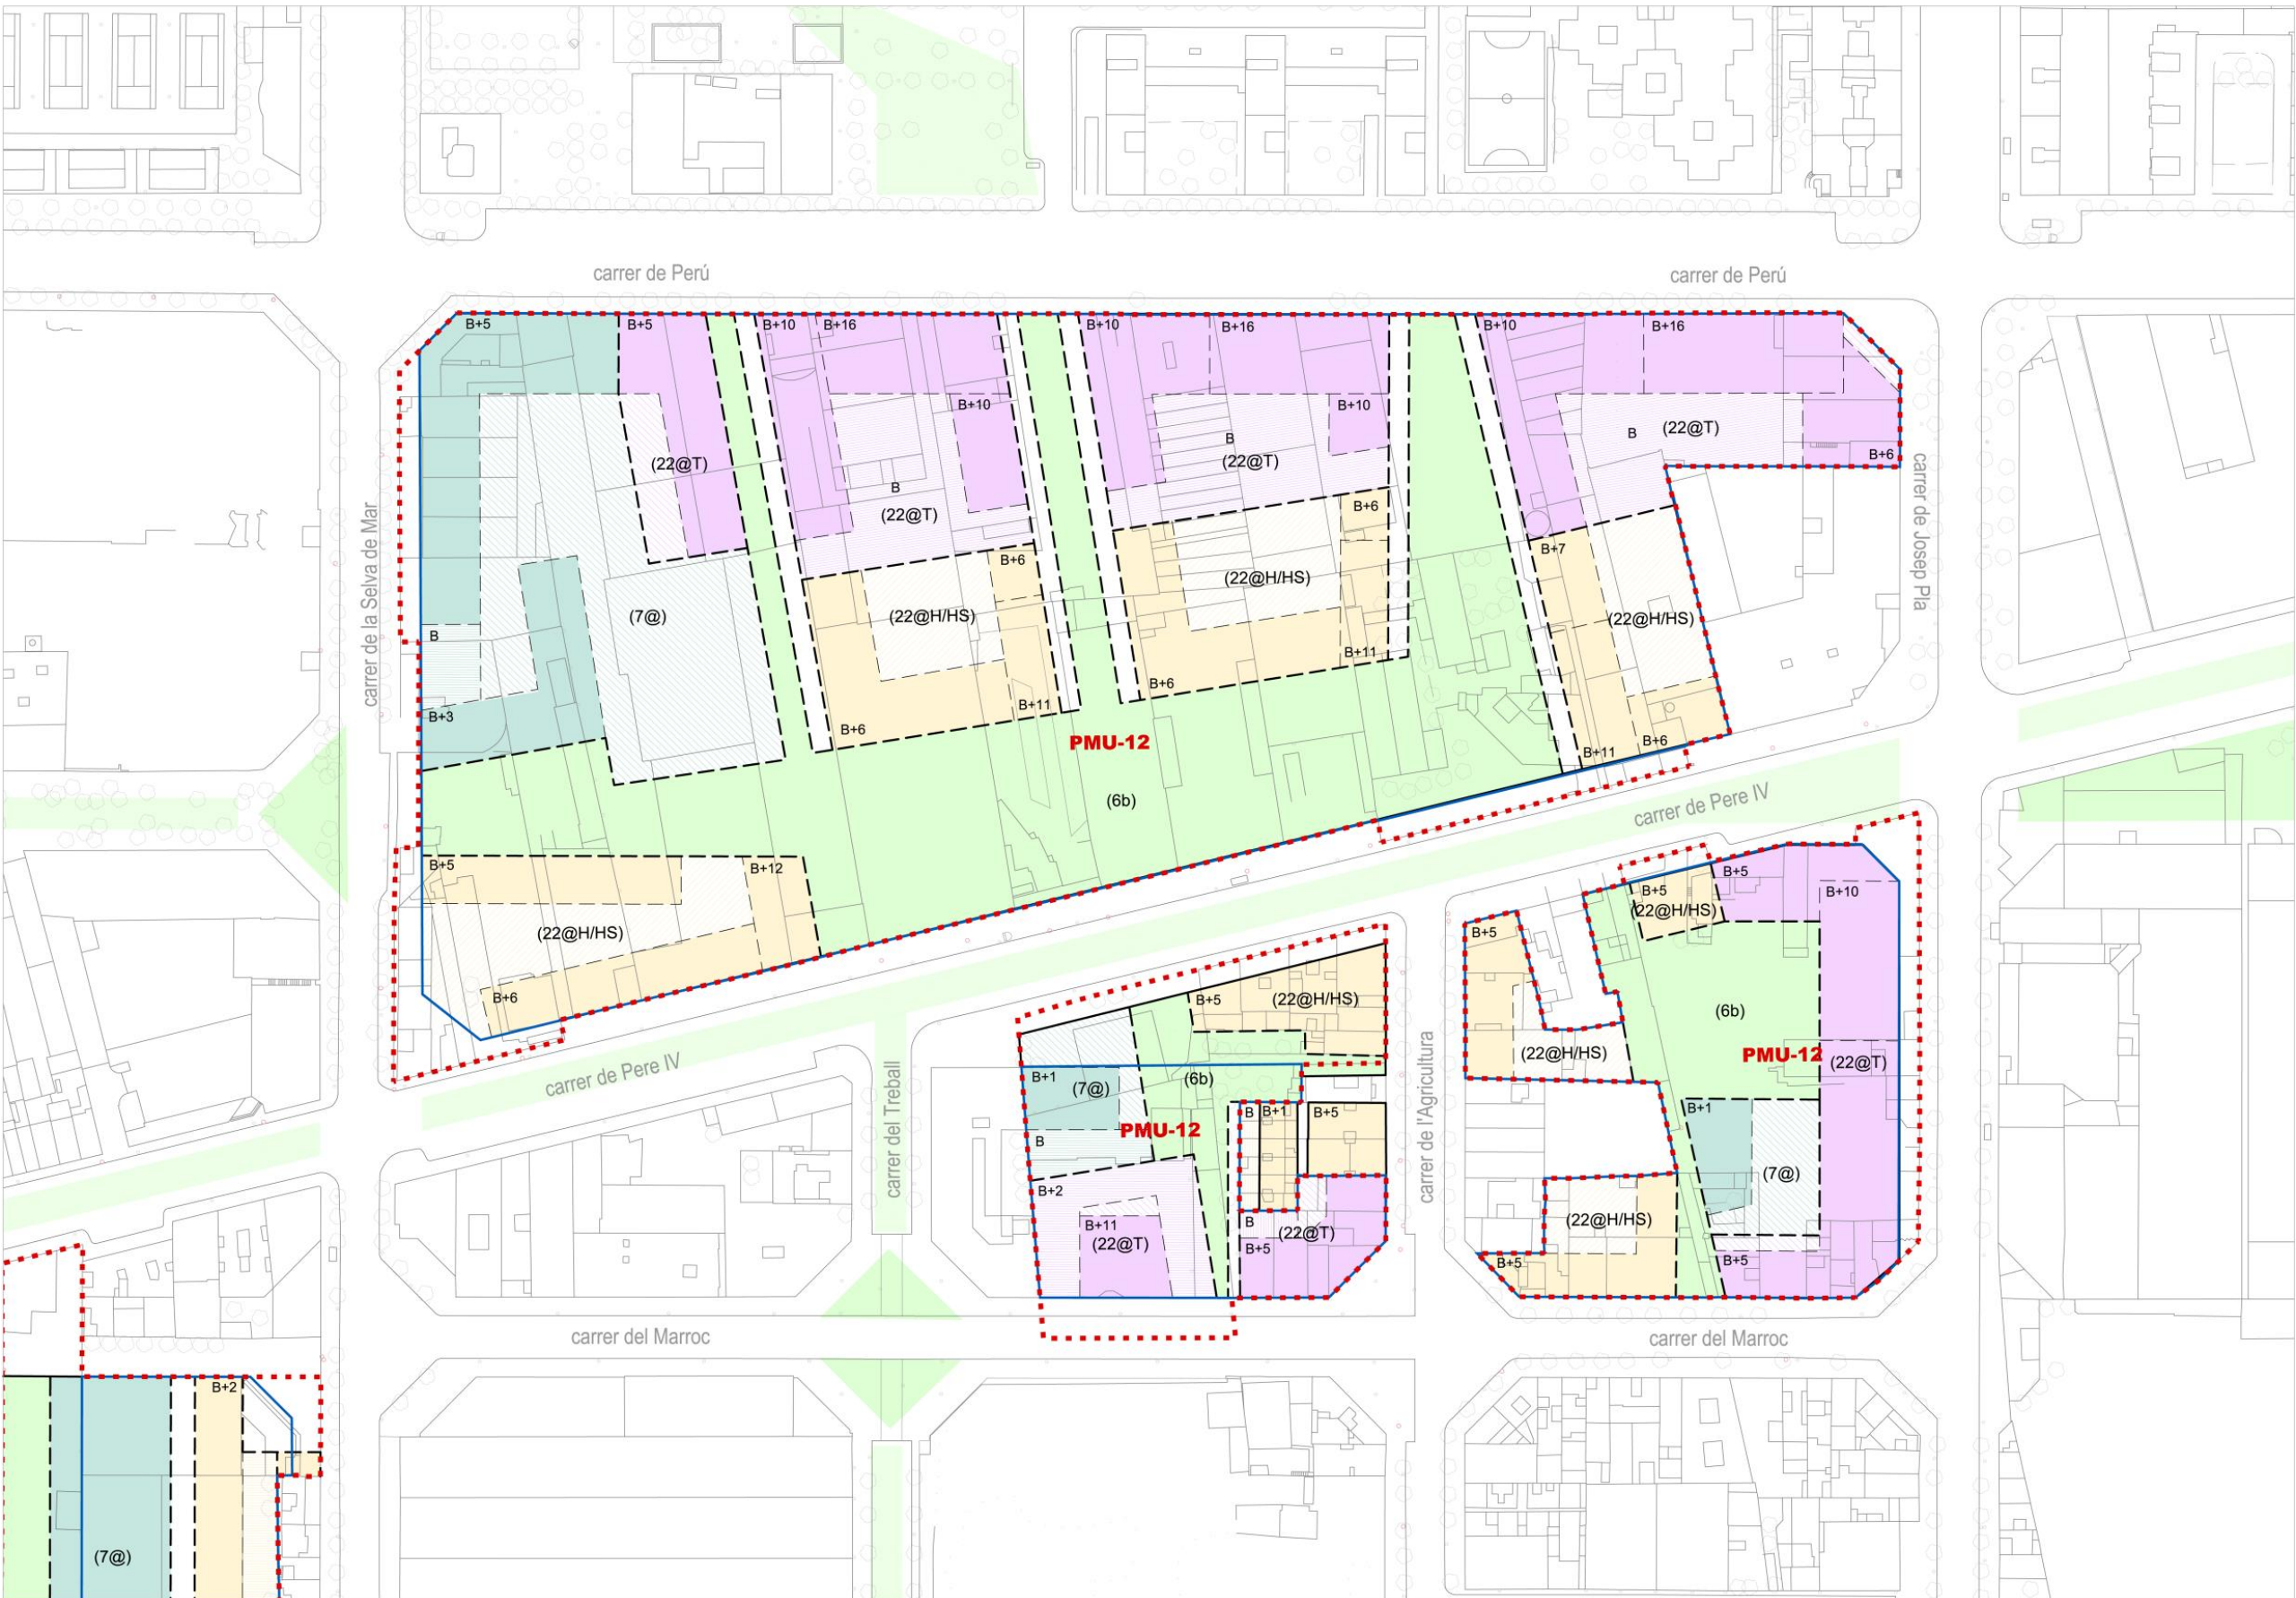 carrer de Perú
carrer de Perú
B+5
B+5
B+10
B+16
B+10
B+16
B+10
B+16
B+10
B+10
B
(22@T)
B
(22@T)
B
(22@T)
(22@T)
B+6
carrer de la Selva de Mar
carrer de Josep Pla
B+6
B+6
B+7
(7@)
(22@H/HS)
(22@H/HS)
(22@H/HS)
B
B+3
B+6
B+11
B+6
B+11
B+11
B+6
PMU-12
(6b)
carrer de Pere IV
B+5
B+12
(22@H/HS)
B+6
B+5
B+5
B+10
(22@H/HS)
B+5
B+5
(22@H/HS)
(6b)
carrer de Pere IV
carrer del Treball
carrer de l'Agricultura
B+1
(7@)
(6b)
(22@H/HS)
PMU-12
(22@T)
B
B+1
B+5
B+1
PMU-12
B
B+2
(7@)
B+11
(22@T)
B
(22@T)
B+5
(22@H/HS)
B+5
B+5
carrer del Marroc
carrer del Marroc
B+2
(7@)